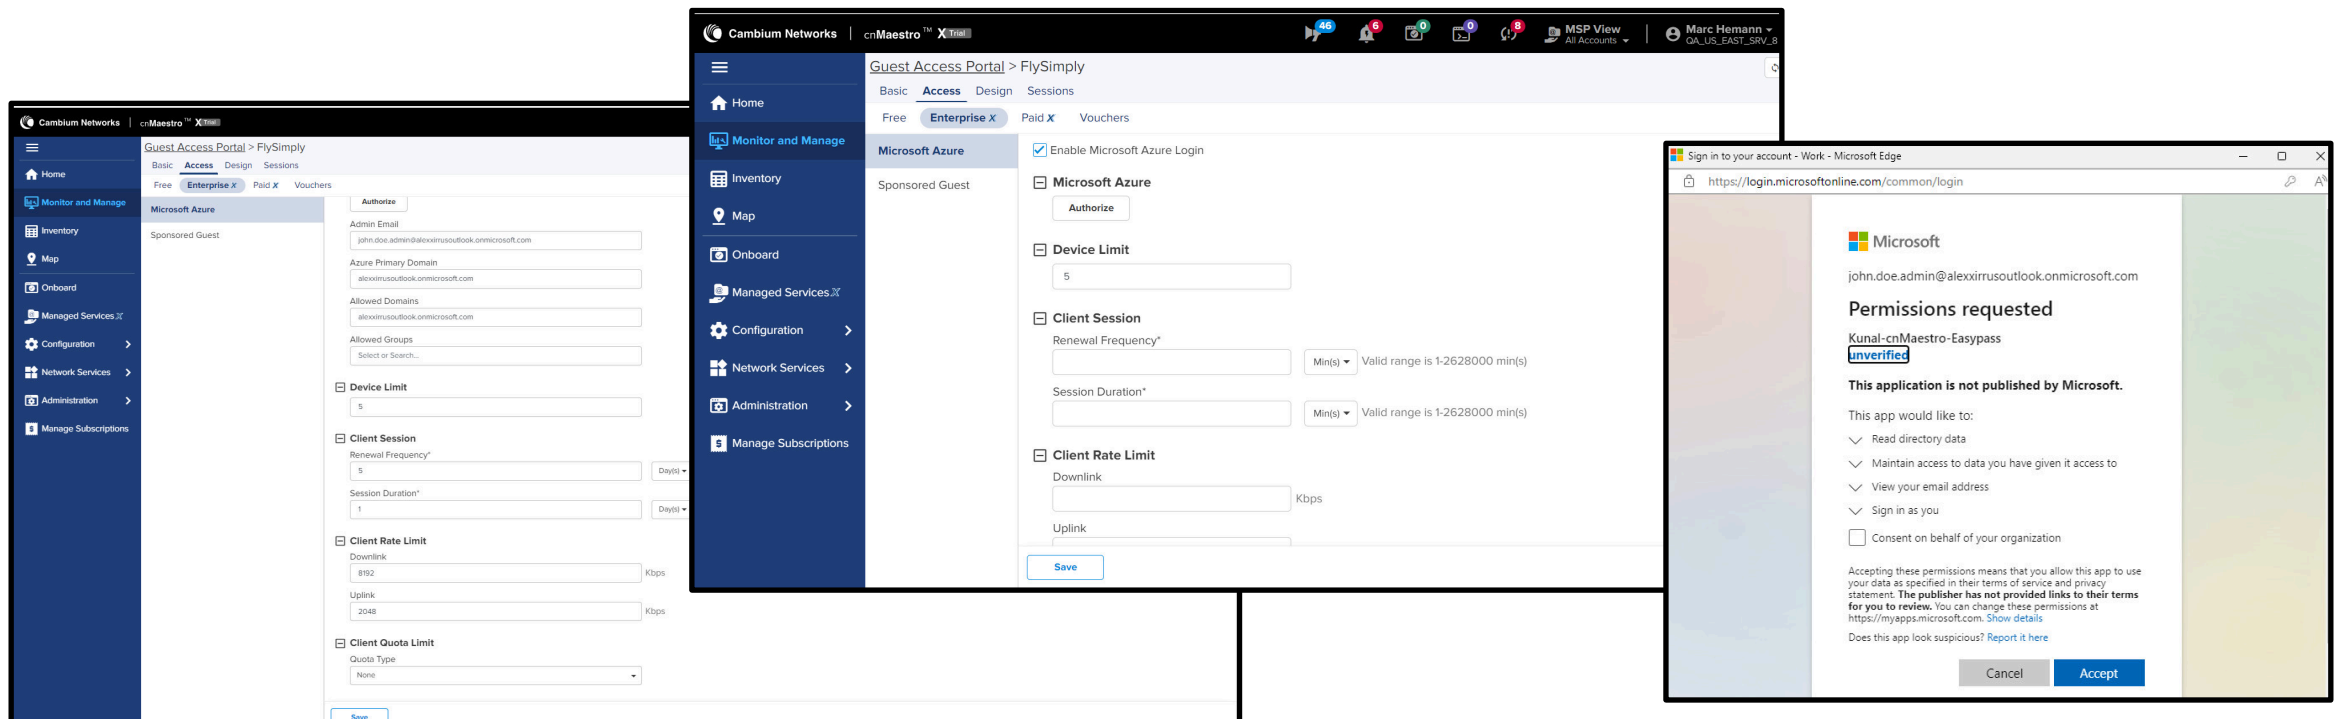 Cambium Networks | cnMaestro™ X Trial
Guest Access Portal > FlySimply
Basic Access Design Sessions
Free Enterprise X Paid X Vouchers
Home
Monitor and Manage
Inventory
Map
Onboard
Managed Services X
Configuration
Network Services
Administration
Manage Subscriptions
Microsoft Azure
Sponsored Guest
Authorize
Admin Email
john.doe.admin@alexxirrusoutlook.onmicrosoft.com
Azure Primary Domain
alexxirrusoutlook.onmicrosoft.com
Allowed Domains
alexxirrusoutlook.onmicrosoft.com
Allowed Groups
Select or Search...
Device Limit
5
Client Session
Renewal Frequency*
5 Day(s)
Session Duration*
1 Day(s)
Client Rate Limit
Downlink
8192 Kbps
Uplink
2048 Kbps
Client Quota Limit
Quota Type
None
Save
Cambium Networks | cnMaestro™ X Trial
46 6 0 0 8
MSP View
All Accounts
Marc Hemann
QA_US_EAST_SRV_8
Guest Access Portal > FlySimply
Basic Access Design Sessions
Free Enterprise X Paid X Vouchers
Home
Monitor and Manage
Inventory
Map
Onboard
Managed Services X
Configuration
Network Services
Administration
Manage Subscriptions
Microsoft Azure
Sponsored Guest
Enable Microsoft Azure Login
Microsoft Azure
Authorize
Device Limit
5
Client Session
Renewal Frequency*
Min(s) Valid range is 1-2628000 min(s)
Session Duration*
Min(s) Valid range is 1-2628000 min(s)
Client Rate Limit
Downlink
Kbps
Uplink
Save
Sign in to your account - Work - Microsoft Edge
https://login.microsoftonline.com/common/login
Microsoft
john.doe.admin@alexxirrusoutlook.onmicrosoft.com
Permissions requested
Kunal-cnMaestro-Easypass
unverified
This application is not published by Microsoft.
This app would like to:
Read directory data
Maintain access to data you have given it access to
View your email address
Sign in as you
Consent on behalf of your organization
Accepting these permissions means that you allow this app to use
your data as specified in their terms of service and privacy
statement. The publisher has not provided links to their terms
for you to review. You can change these permissions at
https://myapps.microsoft.com. Show details
Does this app look suspicious? Report it here
Cancel Accept